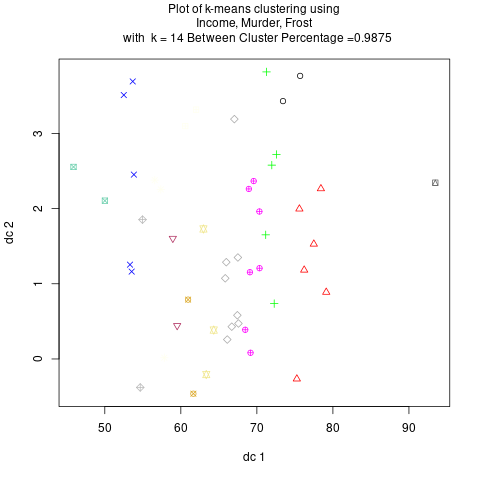 Plot of k-means clustering using
Income, Murder, Frost
with k = 14 Between Cluster Percentage =0.9875
dc 2
3
2
1
0
50 60 70 80 90
dc 1